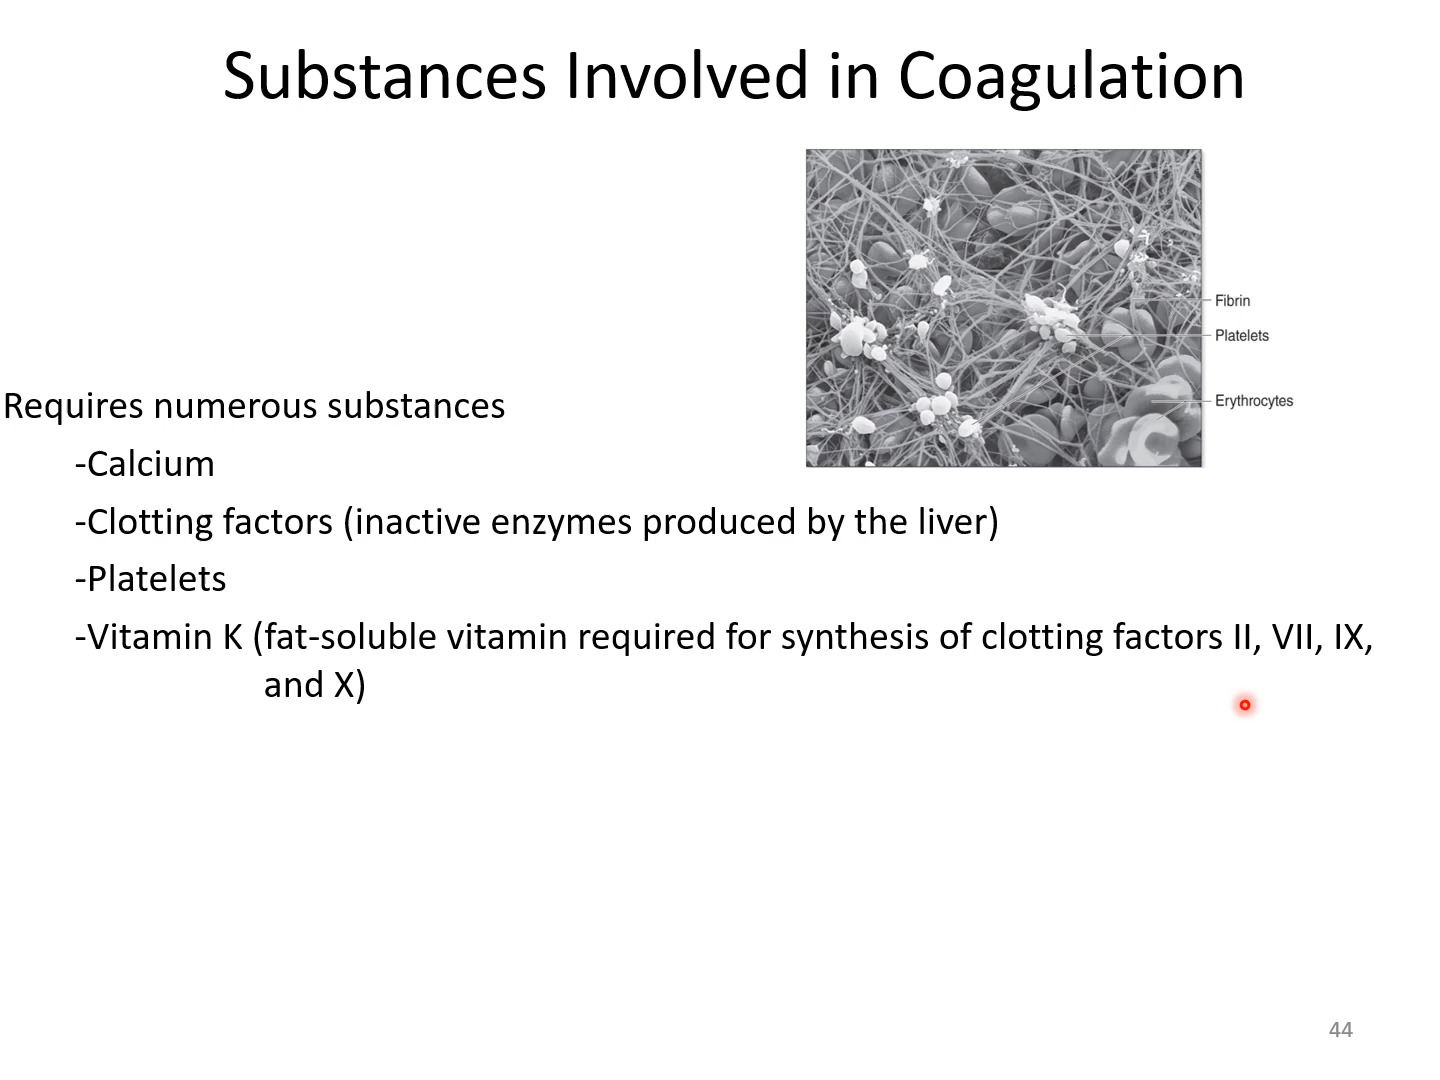 Substances Involved in Coagulation
Fibrin
Platelets
Erythrocytes
Requires numerous substances
-Calcium
-Clotting factors (inactive enzymes produced by the liver)
-Platelets
-Vitamin K (fat-soluble vitamin required for synthesis of clotting factors II, VII, IX,
and X)
44